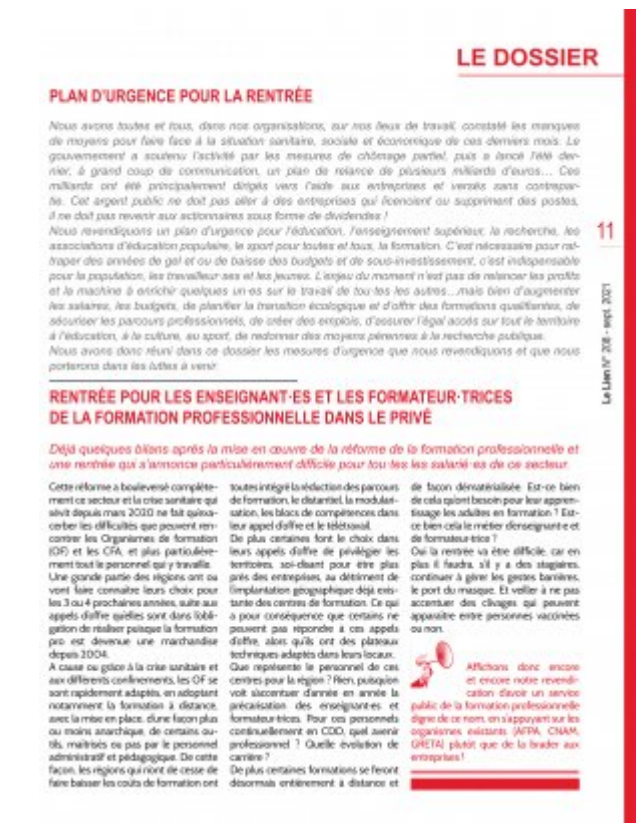 LE DOSSIER
PLAN D'URGENCE POUR LA RENTRÉE
Nous avons toutes et tous, dans nos organisations, sur nos lieux de travail, constaté les manques
de moyens pour faire face à la situation sanitaire, sociale et économique de ces derniers mois. Le
gouvernement a soutenu l'activité par les mesures de chômage partiel, puis a lancé l'été der-
nier, à grand coup de communication, un plan de relance de plusieurs milliards d'euros… Ces
milliards ont été principalement dirigés vers l'aide aux entreprises et versés sans contrepar-
tie. Cet argent public ne doit pas aller à des entreprises qui licencient ou suppriment des postes,
il ne doit pas revenir aux actionnaires sous forme de dividendes !
Nous revendiquons un plan d'urgence pour l'éducation, l'enseignement supérieur, la recherche, les
associations d'éducation populaire, le sport pour toutes et tous, la formation. C'est nécessaire pour rat-
traper des années de gel et ou de baisse des budgets et de sous-investissement, c'est indispensable
pour la population, les travailleur·ses et les jeunes. L'enjeu du moment n'est pas de relancer les profits
et la machine à enrichir quelques un·es sur le travail de tou·tes les autres…mais bien d'augmenter
les salaires, les budgets, de planifier la transition écologique et d'offrir des formations qualifiantes, de
sécuriser les parcours professionnels, de créer des emplois, d'assurer l'égal accès sur tout le territoire
à l'éducation, à la culture, au sport, de redonner des moyens pérennes à la recherche publique.
Nous avons donc réuni dans ce dossier les mesures d'urgence que nous revendiquons et que nous
porterons dans les luttes à venir.
11
Le Lien N° 208 - sept. 2021
RENTRÉE POUR LES ENSEIGNANT·ES ET LES FORMATEUR·TRICES
DE LA FORMATION PROFESSIONNELLE DANS LE PRIVÉ
Déjà quelques bilans après la mise en œuvre de la réforme de la formation professionnelle et
une rentrée qui s'annonce particulièrement difficile pour tou·tes les salarié·es de ce secteur.
Cette réforme a bouleversé complète-
ment ce secteur et la crise sanitaire qui
sévit depuis mars 2020 ne fait qu'exa-
cerber les difficultés que peuvent ren-
contrer les Organismes de formation
(OF) et les CFA, et plus particulière-
ment tout le personnel qui y travaille.
Une grande partie des régions ont ou
vont faire connaitre leurs choix pour
les 3 ou 4 prochaines années, suite aux
appels d'offre qu'elles sont dans l'obli-
gation de réaliser puisque la formation
pro est devenue une marchandise
depuis 2004.
A cause ou grâce à la crise sanitaire et
aux différents confinements, les OF se
sont rapidement adaptés, en adoptant
notamment la formation à distance,
avec la mise en place, d'une façon plus
ou moins anarchique, de certains ou-
tils, maitrisés ou pas par le personnel
administratif et pédagogique. De cette
façon, les régions qui n'ont de cesse de
faire baisser les coûts de formation ont
toutes intégré la réduction des parcours
de formation, le distantiel, la modulari-
sation, les blocs de compétences dans
leur appel d'offre et le télétravail.
De plus certaines font le choix dans
leurs appels d'offre de privilégier les
territoires, soi-disant pour être plus
près des entreprises, au détriment de
l'implantation géographique déjà exis-
tante des centres de formation. Ce qui
a pour conséquence que certains ne
peuvent pas répondre à ces appels
d'offre, alors qu'ils ont des plateaux
techniques adaptés dans leurs locaux.
Que représente le personnel de ces
centres pour la région ? Rien, puisqu'on
voit s'accentuer d'année en année la
précarisation des enseignant·es et
formateur·trices. Pour ces personnels
continuellement en CDD, quel avenir
professionnel ? Quelle évolution de
carrière ?
De plus certaines formations se feront
désormais entièrement à distance et
de façon dématérialisée. Est-ce bien
de cela qu'ont besoin pour leur appren-
tissage les adultes en formation ? Est-
ce bien cela le métier d'enseignant·e et
de formateur·trice ?
Oui la rentrée va être difficile, car en
plus il faudra, s'il y a des stagiaires,
continuer à gérer les gestes barrières,
le port du masque. Et veiller à ne pas
accentuer des clivages qui peuvent
apparaitre entre personnes vaccinées
ou non.
Affichons donc encore
et encore notre revendi-
cation d'avoir un service
public de la formation professionnelle
digne de ce nom, en s'appuyant sur les
organismes existants (AFPA, CNAM,
GRETA) plutôt que de la brader aux
entreprises !